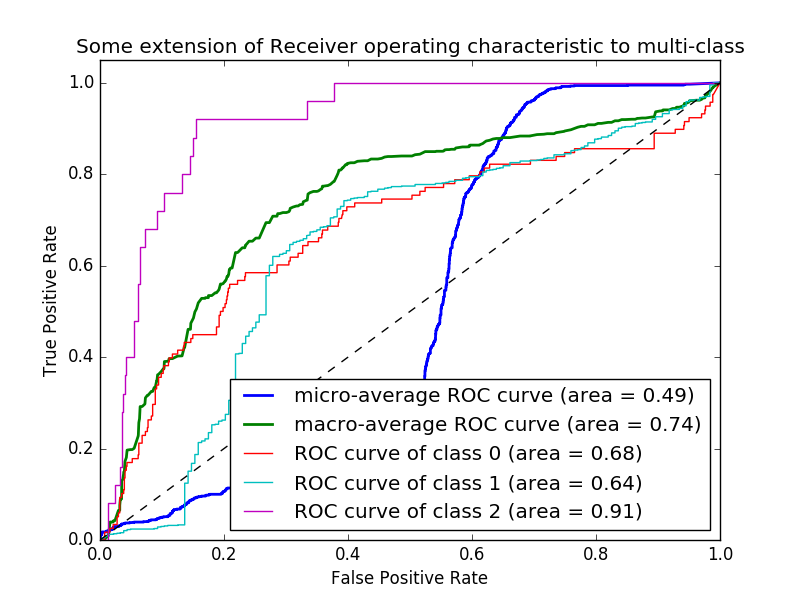 Some extension of Receiver operating characteristic to multi-class
1.0
0.8
0.6
0.4
0.2
0.0
True Positive Rate
micro-average ROC curve (area = 0.49)
macro-average ROC curve (area = 0.74)
ROC curve of class 0 (area = 0.68)
ROC curve of class 1 (area = 0.64)
ROC curve of class 2 (area = 0.91)
0.0 0.2 0.4 0.6 0.8 1.0
False Positive Rate